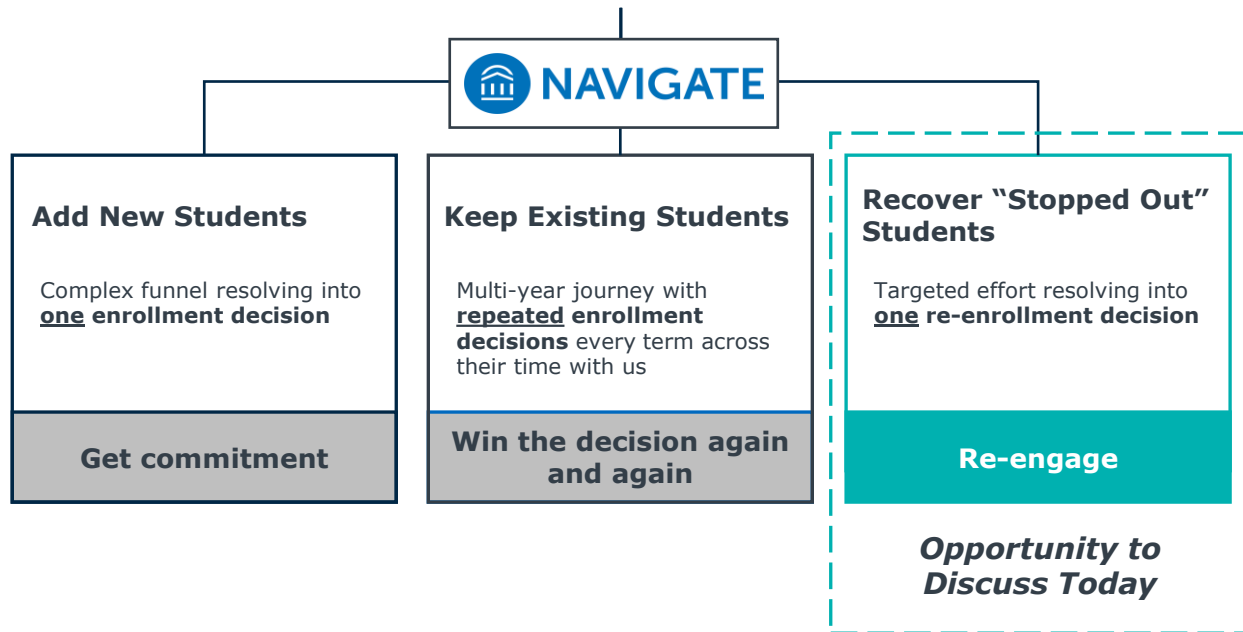 NAVIGATE
Add New Students
Complex funnel resolving into
one enrollment decision
Get commitment
Keep Existing Students
Multi-year journey with
repeated enrollment
decisions every term across
their time with us
Win the decision again
and again
Recover “Stopped Out”
Students
Targeted effort resolving into
one re-enrollment decision
Re-engage
Opportunity to
Discuss Today